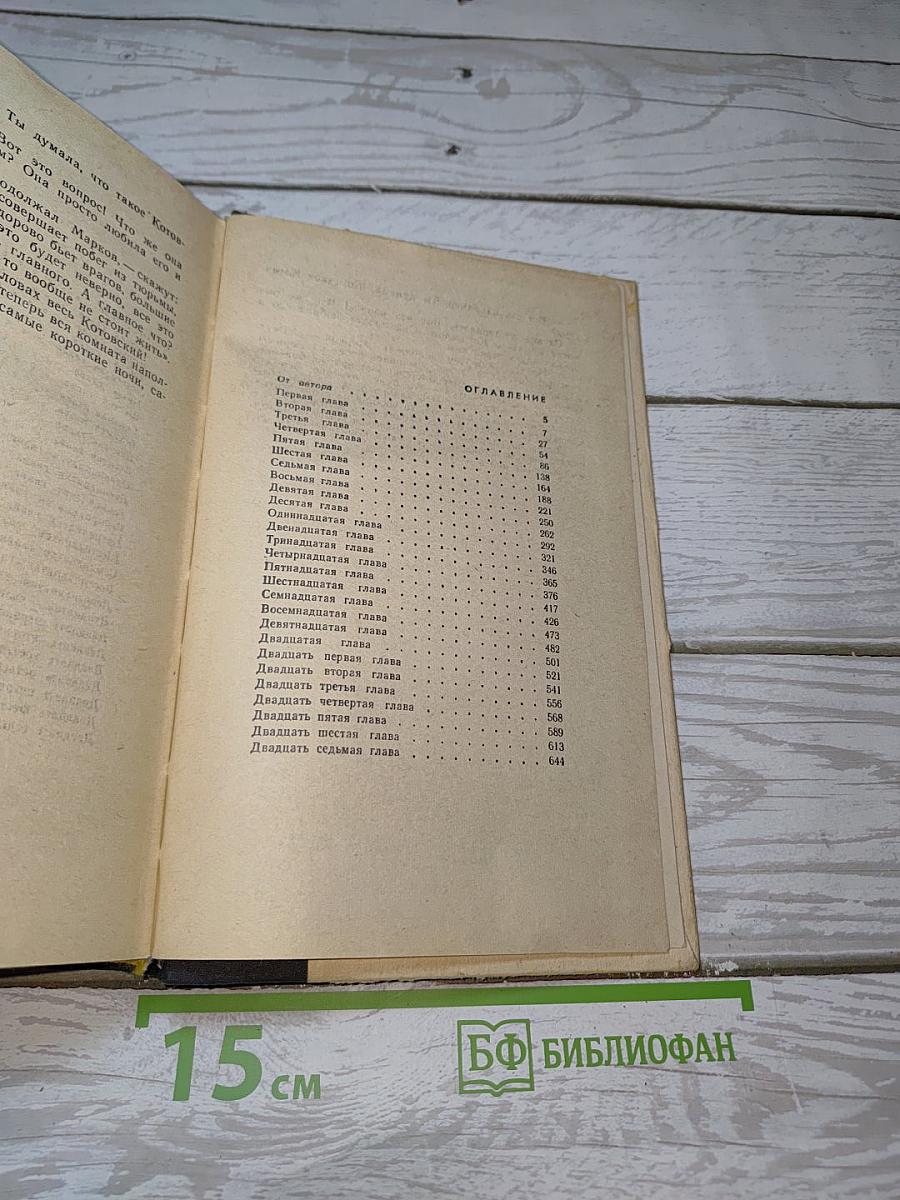 Ты думала, что такое Котов-
Вот это вопрос! Что же она
м? Она просто любила его и
одолжал Марков,— скажут:
совершает побег из тюрьмы,
дорово бьет врагов, большие
это будет неверно, все это
главного. А главное что?
то вообще не стоит жить».
ловах весь Котовский!
теперь вся комната напол-
самые короткие ночи, са-
ОГЛАВЛЕНИЕ
От автора . . . . . . . . . . 5
Первая глава . . . . . . . . . . 7
Вторая глава . . . . . . . . . . 27
Третья глава . . . . . . . . . . 54
Четвертая глава . . . . . . . . . . 86
Пятая глава . . . . . . . . . . 138
Шестая глава . . . . . . . . . . 164
Седьмая глава . . . . . . . . . . 188
Восьмая глава . . . . . . . . . . 221
Девятая глава . . . . . . . . . . 250
Десятая глава . . . . . . . . . . 262
Одиннадцатая глава . . . . . . . . . . 292
Двенадцатая глава . . . . . . . . . . 321
Тринадцатая глава . . . . . . . . . . 346
Четырнадцатая глава . . . . . . . . . . 365
Пятнадцатая глава . . . . . . . . . . 376
Шестнадцатая глава . . . . . . . . . . 417
Семнадцатая глава . . . . . . . . . . 426
Восемнадцатая глава . . . . . . . . . . 473
Девятнадцатая глава . . . . . . . . . . 482
Двадцатая глава . . . . . . . . . . 501
Двадцать первая глава . . . . . . . . . . 521
Двадцать вторая глава . . . . . . . . . . 541
Двадцать третья глава . . . . . . . . . . 556
Двадцать четвертая глава . . . . . . . . . 568
Двадцать пятая глава . . . . . . . . . . 589
Двадцать шестая глава . . . . . . . . . . 613
Двадцать седьмая глава . . . . . . . . . . 644
15 см
БФ БИБЛИОФАН